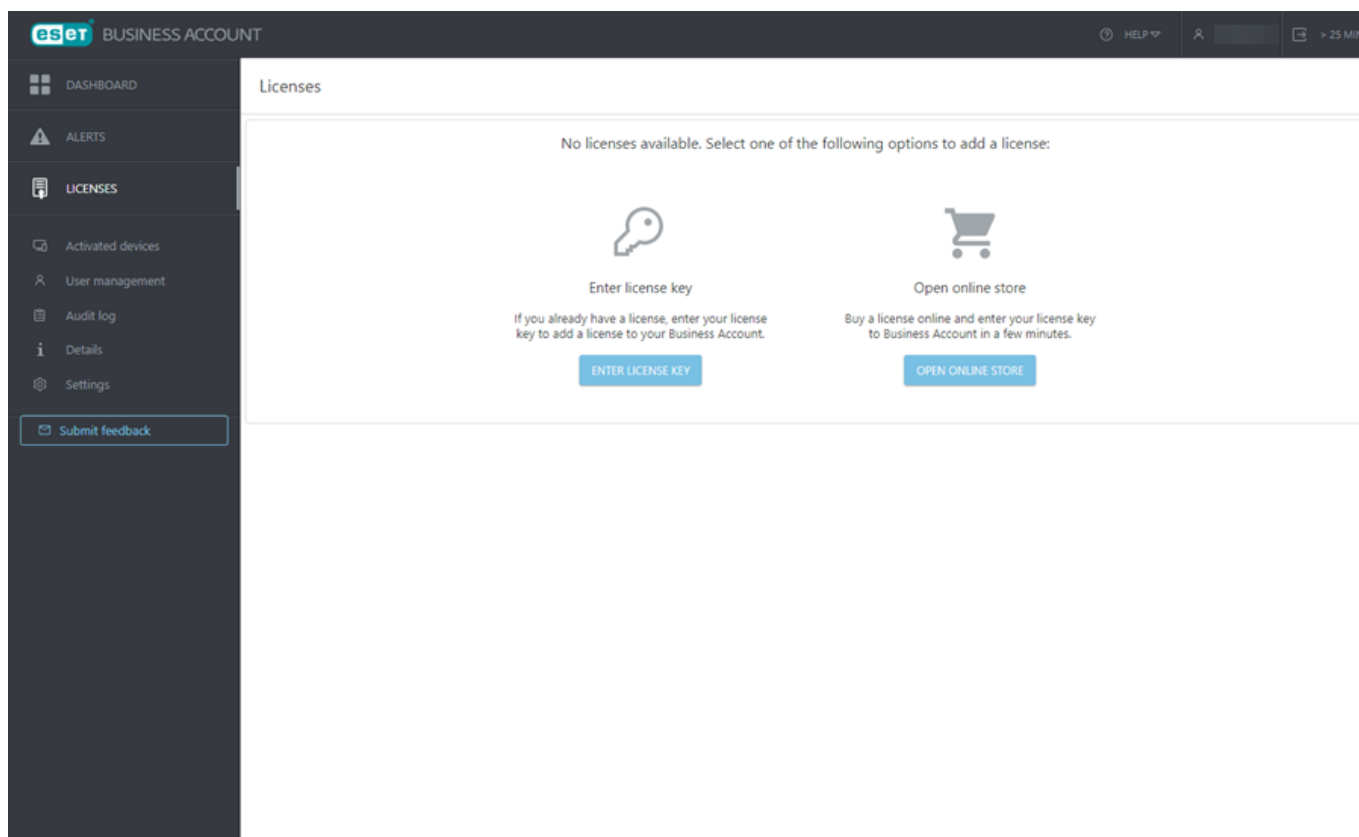 eset BUSINESS ACCOUNT
HELP
> 25 MIN
DASHBOARD
ALERTS
LICENSES
Activated devices
User management
Audit log
Details
Settings
Submit feedback
Licenses
No licenses available. Select one of the following options to add a license:
Enter license key
If you already have a license, enter your license
key to add a license to your Business Account.
ENTER LICENSE KEY
Open online store
Buy a license online and enter your license key
to Business Account in a few minutes.
OPEN ONLINE STORE